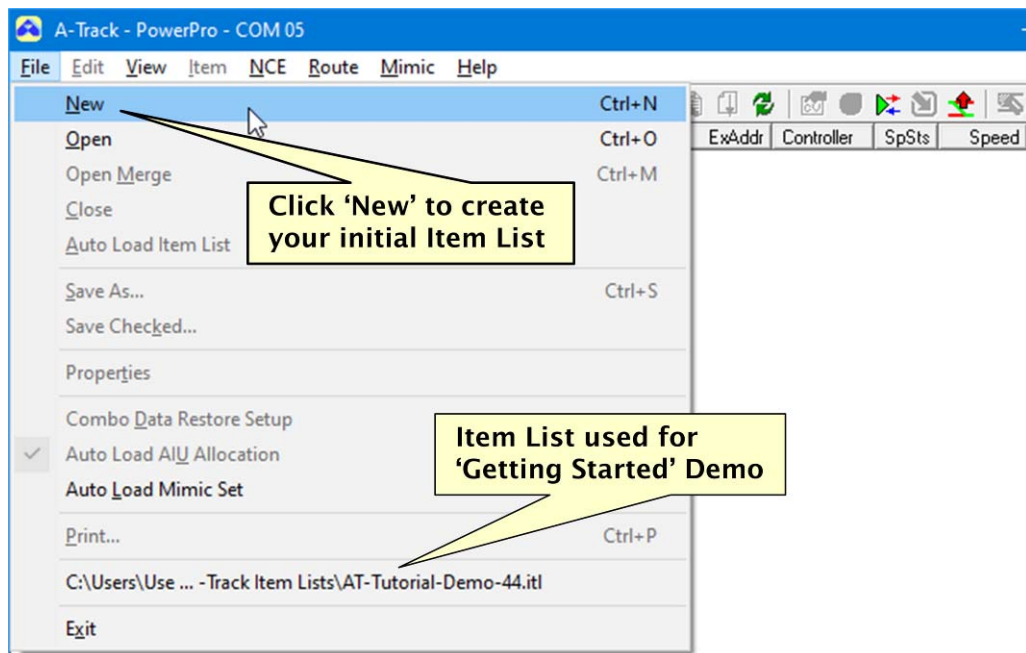 A-Track - PowerPro - COM 05
File Edit View Item NCE Route Mimic Help
New Ctrl+N
ExAddr Controller SpSts Speed
Open Ctrl+O
Open Merge Ctrl+M
Click ‘New’ to create
your initial Item List
Close
Auto Load Item List
Save As... Ctrl+S
Save Checked...
Properties
Combo Data Restore Setup
Item List used for
‘Getting Started’ Demo
Auto Load AIU Allocation
Auto Load Mimic Set
Print... Ctrl+P
C:\Users\Use ... -Track Item Lists\AT-Tutorial-Demo-44.itl
Exit